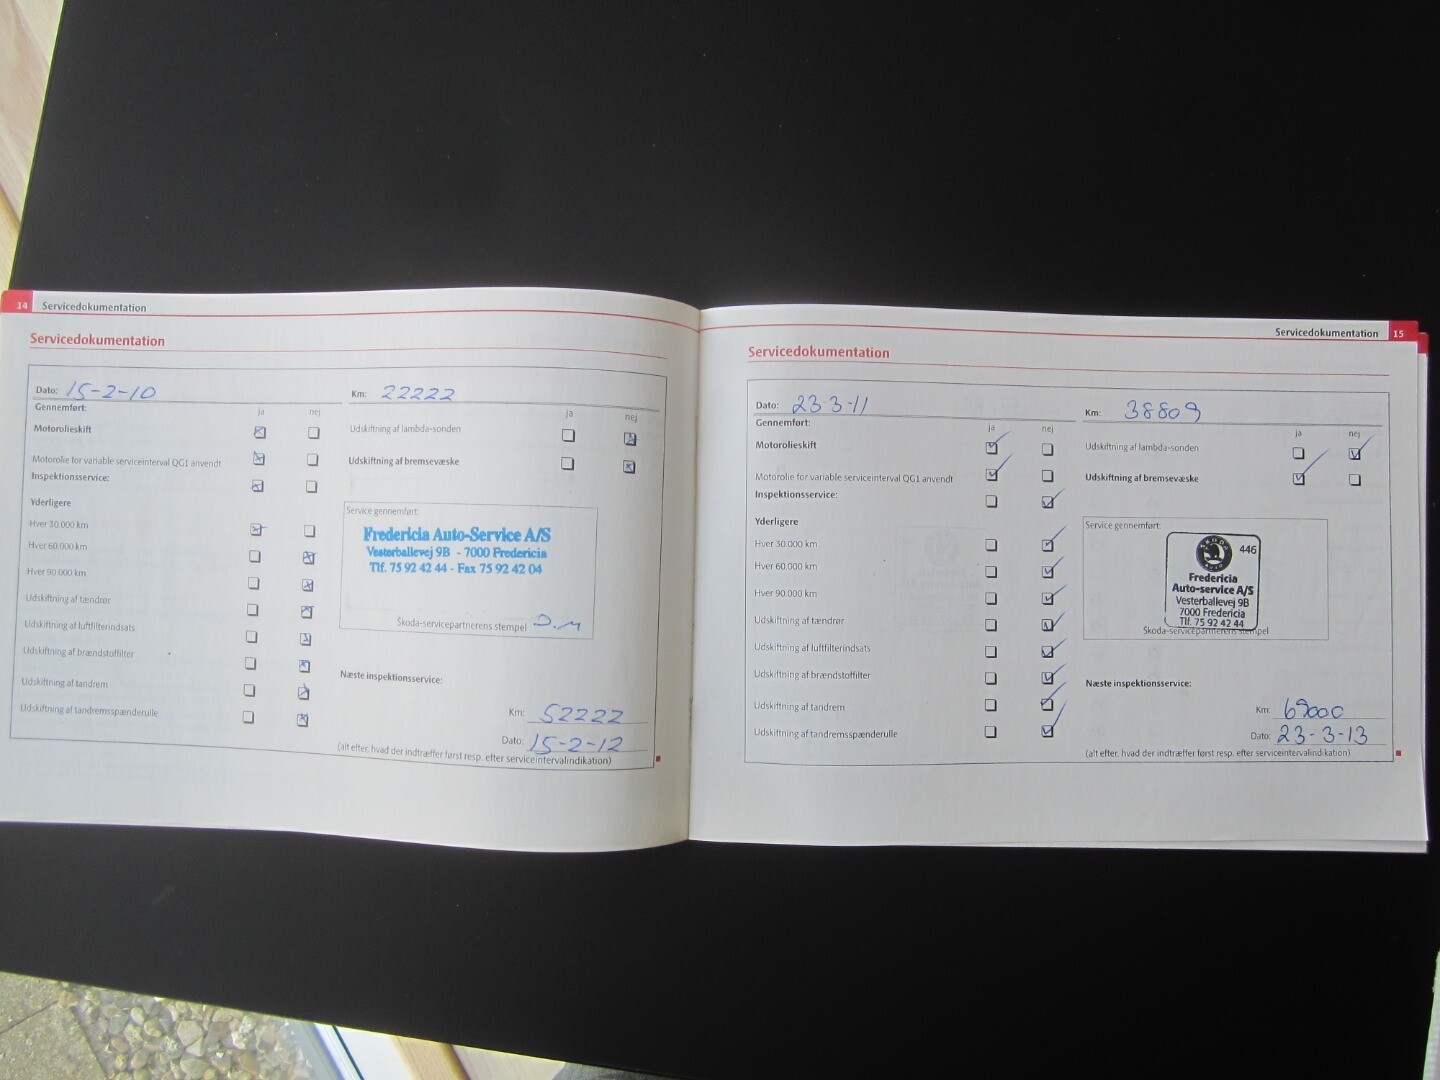 14 Servicedokumentation
Servicedokumentation
Dato: 15-2-10
Km: 22222
Gennemført:
ja nej
ja nej
Motorolieskift
Udskiftning af lambda-sonden
Motorolie for variable serviceinterval QG1 anvendt
Udskiftning af bremsevæske
Inspektionsservice:
Yderligere
Hver 30.000 km
Hver 60.000 km
Hver 90.000 km
Udskiftning af tændrør
Udskiftning af luftfilterindsats
Udskiftning af brændstoffilter
Udskiftning af tandrem
Udskiftning af tandremsspænderulle
Service gennemført:
Fredericia Auto-Service A/S
Vesterballevej 9B - 7000 Fredericia
Tlf. 75 92 42 44 - Fax 75 92 42 04
Škoda-servicepartnerens stempel D.M
Næste inspektionsservice:
Km: 52222
Dato: 15-2-12
(alt efter, hvad der indtræffer først resp. efter serviceintervalindikation)
Servicedokumentation 15
Servicedokumentation
Dato: 23-3-11
Km: 38809
Gennemført:
ja nej
ja nej
Motorolieskift
Udskiftning af lambda-sonden
Motorolie for variable serviceinterval QG1 anvendt
Udskiftning af bremsevæske
Inspektionsservice:
Yderligere
Hver 30.000 km
Hver 60.000 km
Hver 90.000 km
Udskiftning af tændrør
Udskiftning af luftfilterindsats
Udskiftning af brændstoffilter
Udskiftning af tandrem
Udskiftning af tandremsspænderulle
Service gennemført:
ŠKODA AUTO
446
Fredericia
Auto-service A/S
Vesterballevej 9B
7000 Fredericia
Tlf. 75 92 42 44
Škoda-servicepartnerens stempel
Næste inspektionsservice:
Km: 69000
Dato: 23-3-13
(alt efter, hvad der indtræffer først resp. efter serviceintervalindikation)